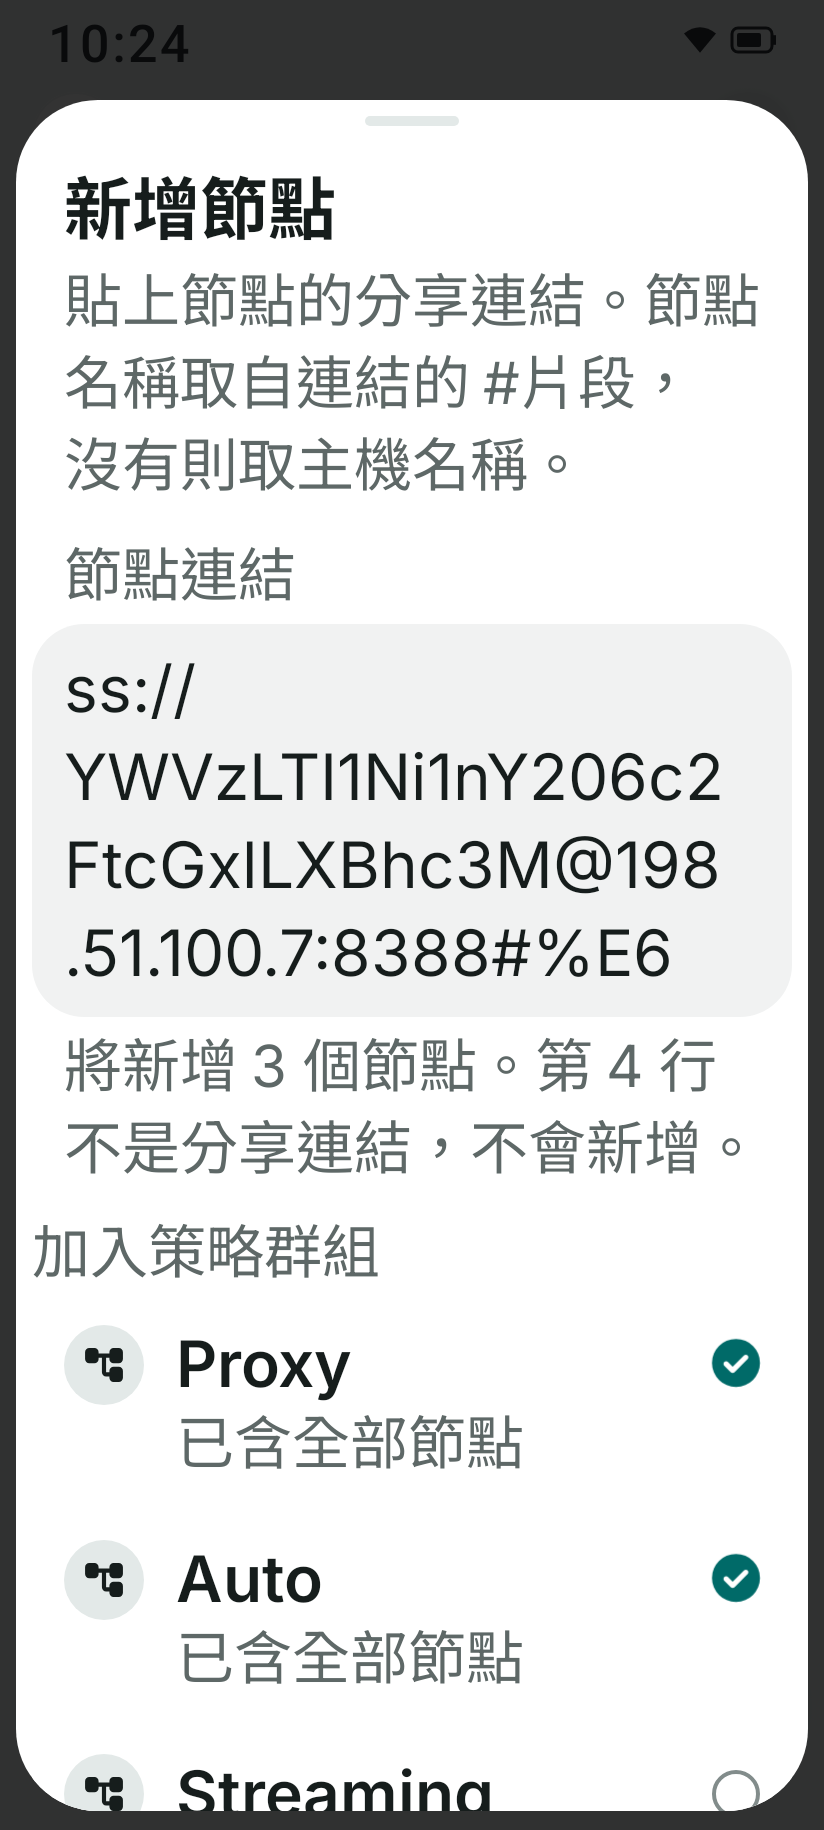 10:24
新增節點
貼上節點的分享連結。節點
名稱取自連結的 #片段，
沒有則取主機名稱。
節點連結
ss://
YWVzLTI1Ni1nY206c2
FtcGxlLXBhc3M@198
.51.100.7:8388#%E6
將新增 3 個節點。第 4 行
不是分享連結，不會新增。
加入策略群組
Proxy
已含全部節點
Auto
已含全部節點
Streaming